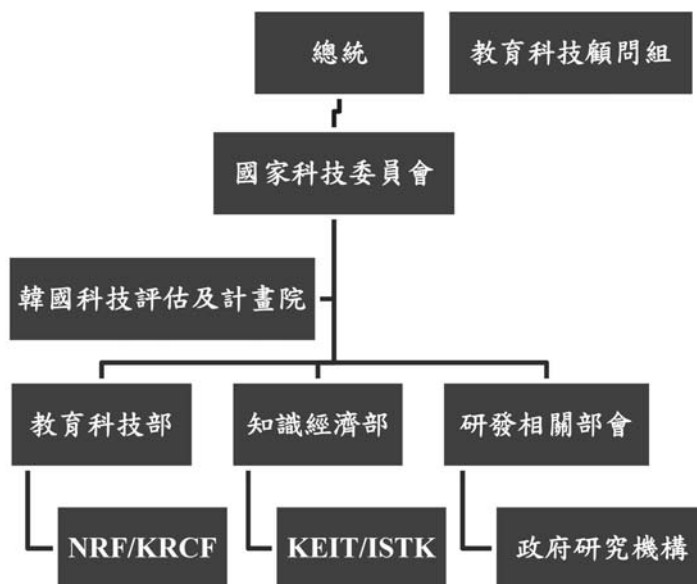 總統
教育科技顧問組
國家科技委員會
韓國科技評估及計畫院
教育科技部
知識經濟部
研發相關部會
NRF/KRCF
KEIT/ISTK
政府研究機構